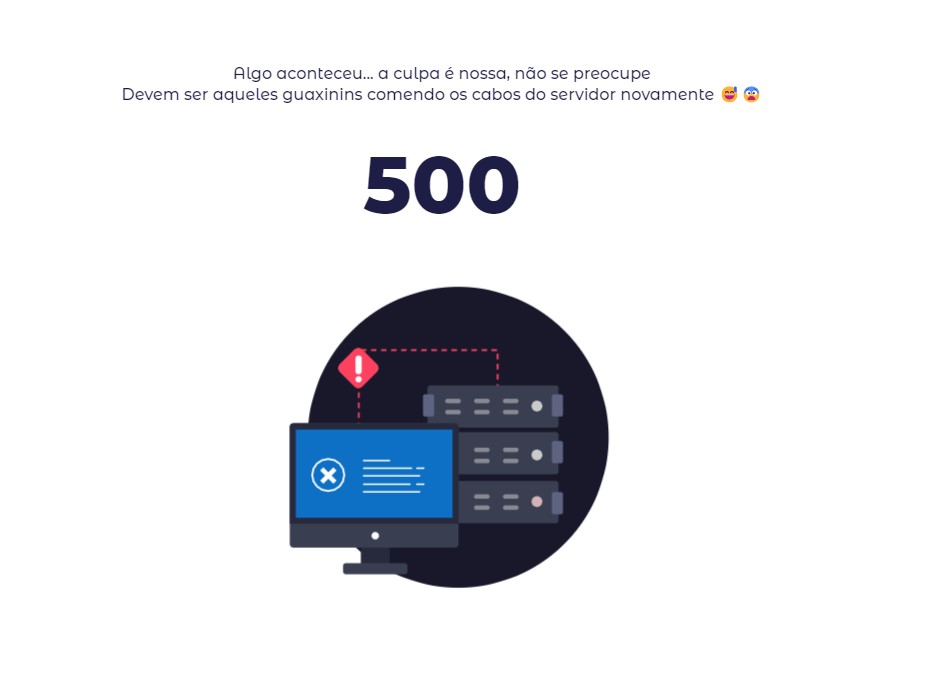 Algo aconteceu... a culpa é nossa, não se preocupe
Devem ser aqueles guaxinins comendo os cabos do servidor novamente 😅 😨
500